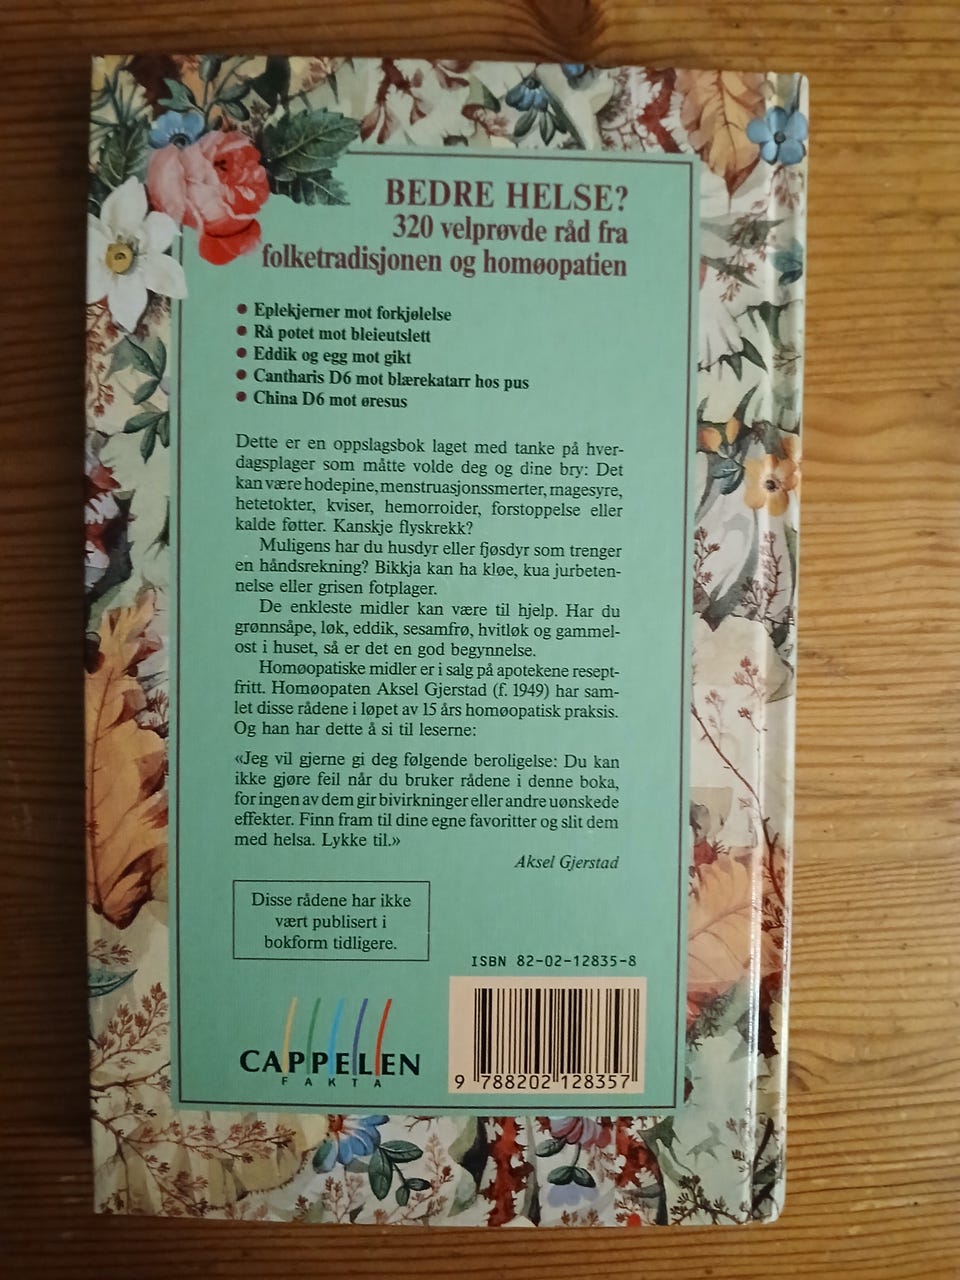 BEDRE HELSE?
320 velprøvde råd fra
folketradisjonen og homøopatien
● Eplekjerner mot forkjølelse
● Rå potet mot bleieutslett
● Eddik og egg mot gikt
● Cantharis D6 mot blærekatarr hos pus
● China D6 mot øresus
Dette er en oppslagsbok laget med tanke på hver-
dagsplager som måtte volde deg og dine bry: Det
kan være hodepine, menstruasjonssmerter, magesyre,
hetetokter, kviser, hemorroider, forstoppelse eller
kalde føtter. Kanskje flyskrekk?
Muligens har du husdyr eller fjøsdyr som trenger
en håndsrekning? Bikkja kan ha kløe, kua jurbeten-
nelse eller grisen fotplager.
De enkleste midler kan være til hjelp. Har du
grønnsåpe, løk, eddik, sesamfrø, hvitløk og gammel-
ost i huset, så er det en god begynnelse.
Homøopatiske midler er i salg på apotekene resept-
fritt. Homøopaten Aksel Gjerstad (f. 1949) har sam-
let disse rådene i løpet av 15 års homøopatisk praksis.
Og han har dette å si til leserne:
«Jeg vil gjerne gi deg følgende beroligelse: Du kan
ikke gjøre feil når du bruker rådene i denne boka,
for ingen av dem gir bivirkninger eller andre uønskede
effekter. Finn fram til dine egne favoritter og slit dem
med helsa. Lykke til.»
Aksel Gjerstad
Disse rådene har ikke
vært publisert i
bokform tidligere.
ISBN 82-02-12835-8
CAPPELEN
FAKTA
9 788202 128357